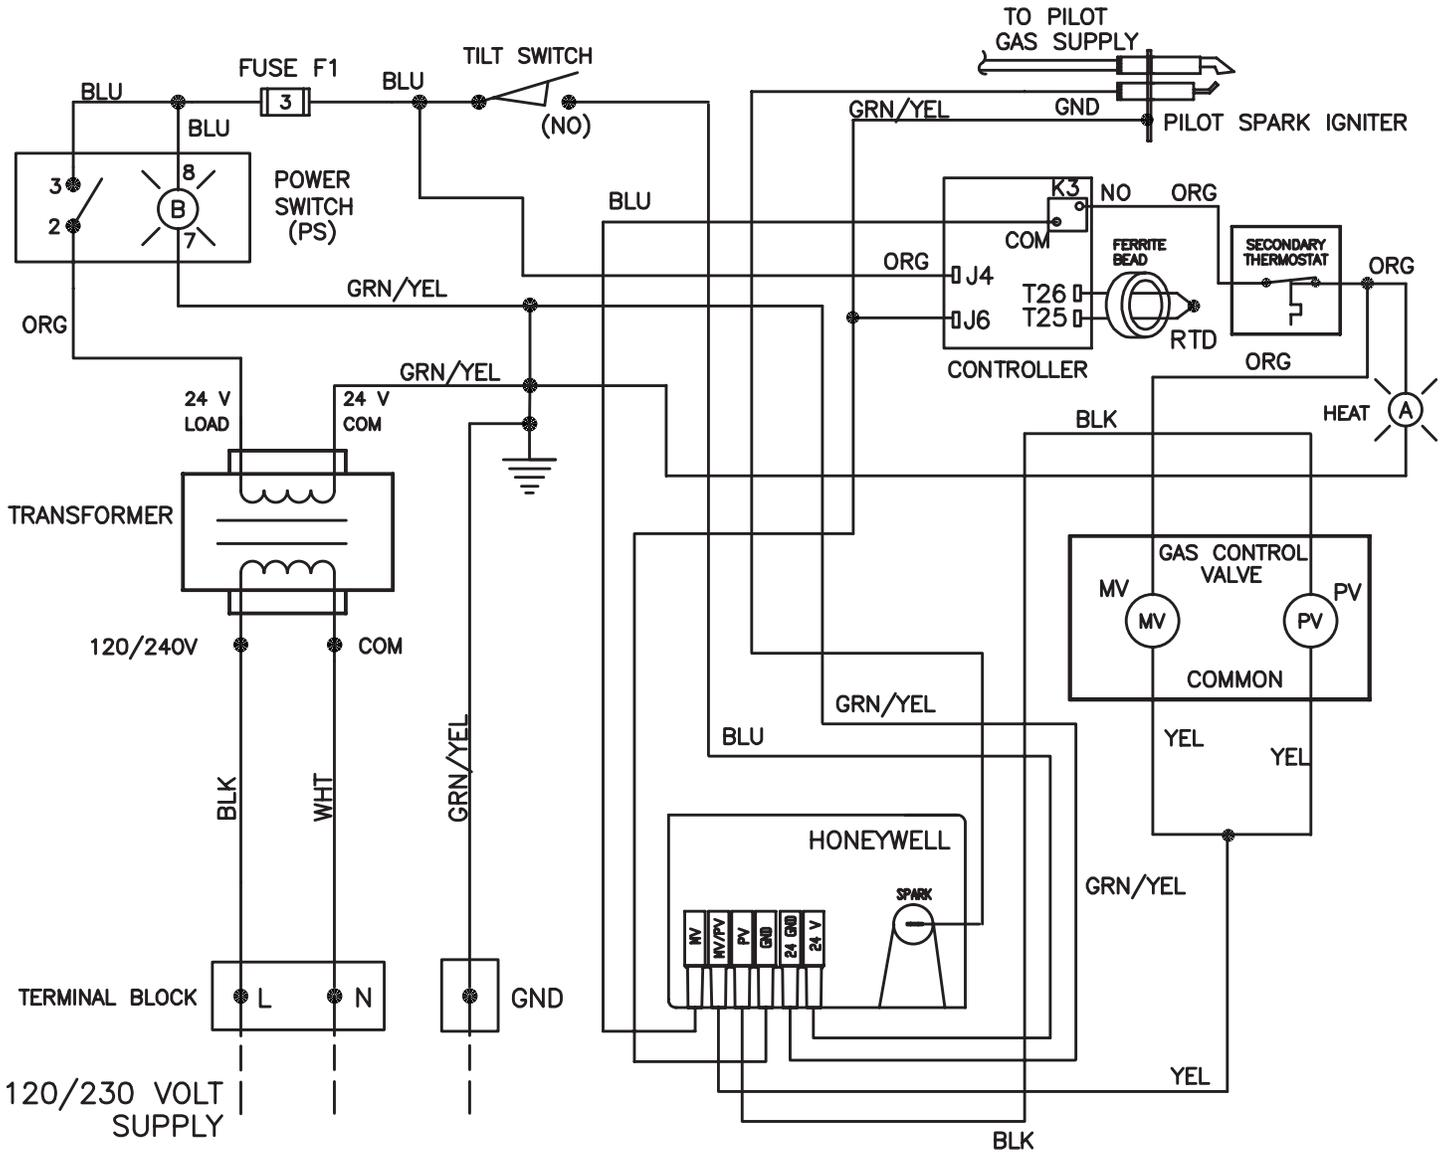 TO PILOT
GAS SUPPLY
TILT SWITCH
FUSE F1
BLU
BLU
3
BLU
(NO)
GRN/YEL
GND
PILOT SPARK IGNITER
3
2
8
B
7
POWER
SWITCH
(PS)
BLU
K3
NO
ORG
COM
FERRITE
BEAD
SECONDARY
THERMOSTAT
ORG
ORG
J4
T26
J6
T25
RTD
GRN/YEL
ORG
CONTROLLER
ORG
GRN/YEL
24 V
LOAD
24 V
COM
BLK
HEAT
A
TRANSFORMER
GAS CONTROL
VALVE
MV
MV
PV
PV
COMMON
120/240V
COM
GRN/YEL
BLU
YEL
YEL
BLK
WHT
GRN/YEL
HONEYWELL
SPARK
GRN/YEL
MV
MV/PV
PV
GND
24 GND
24 V
TERMINAL BLOCK
L
N
GND
120/230 VOLT
SUPPLY
YEL
BLK